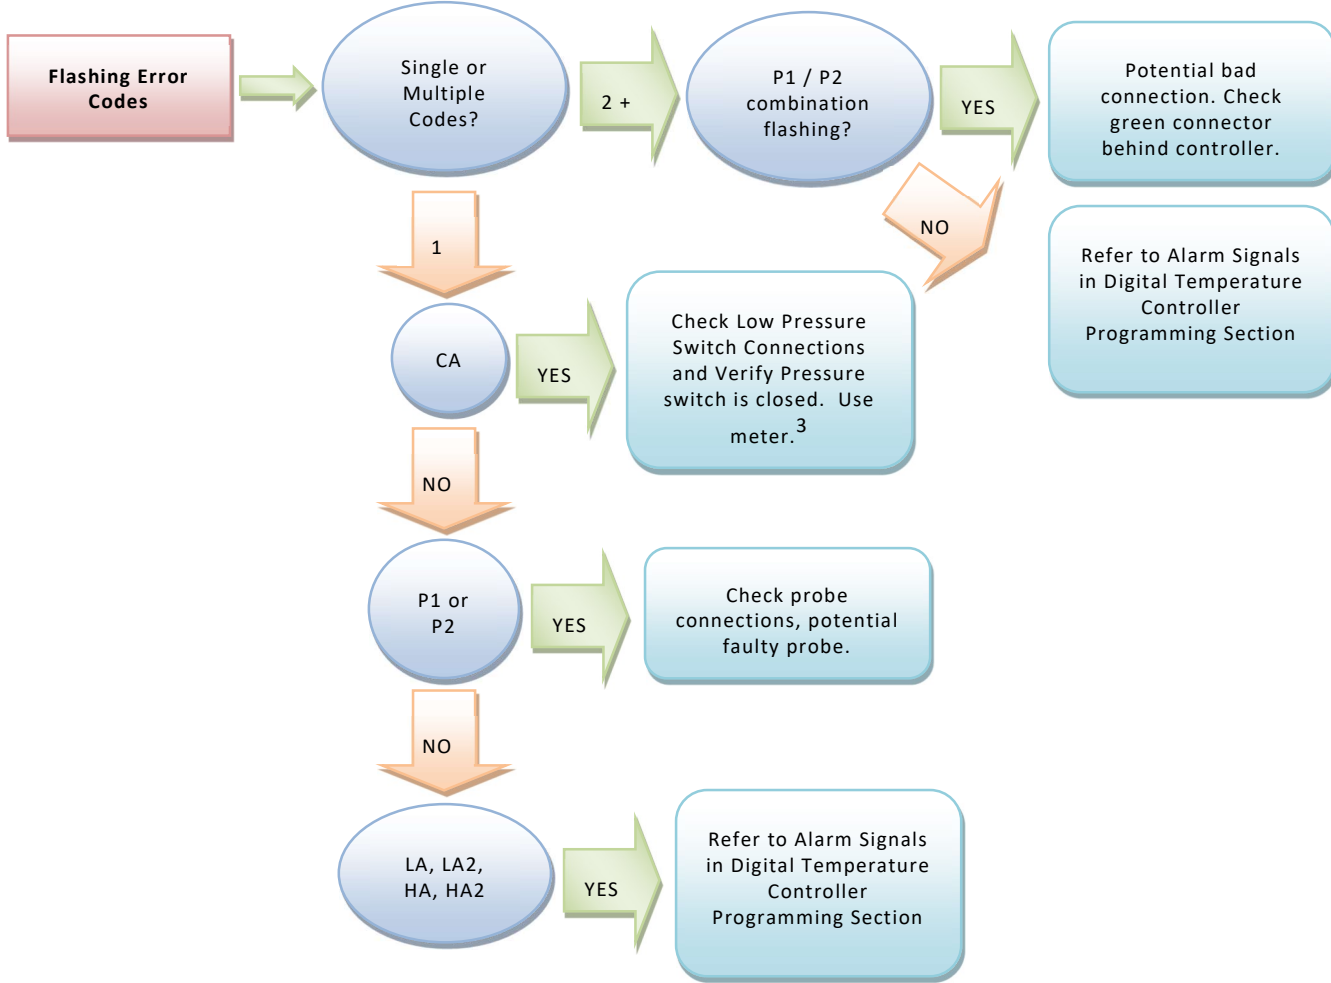 Flashing Error
Codes
Single or
Multiple
Codes?
2 +
P1 / P2
combination
flashing?
YES
Potential bad
connection. Check
green connector
behind controller.
NO
Refer to Alarm Signals
in Digital Temperature
Controller
Programming Section
1
CA
YES
Check Low Pressure
Switch Connections
and Verify Pressure
switch is closed. Use
meter.3
NO
P1 or
P2
YES
Check probe
connections, potential
faulty probe.
NO
LA, LA2,
HA, HA2
YES
Refer to Alarm Signals
in Digital Temperature
Controller
Programming Section